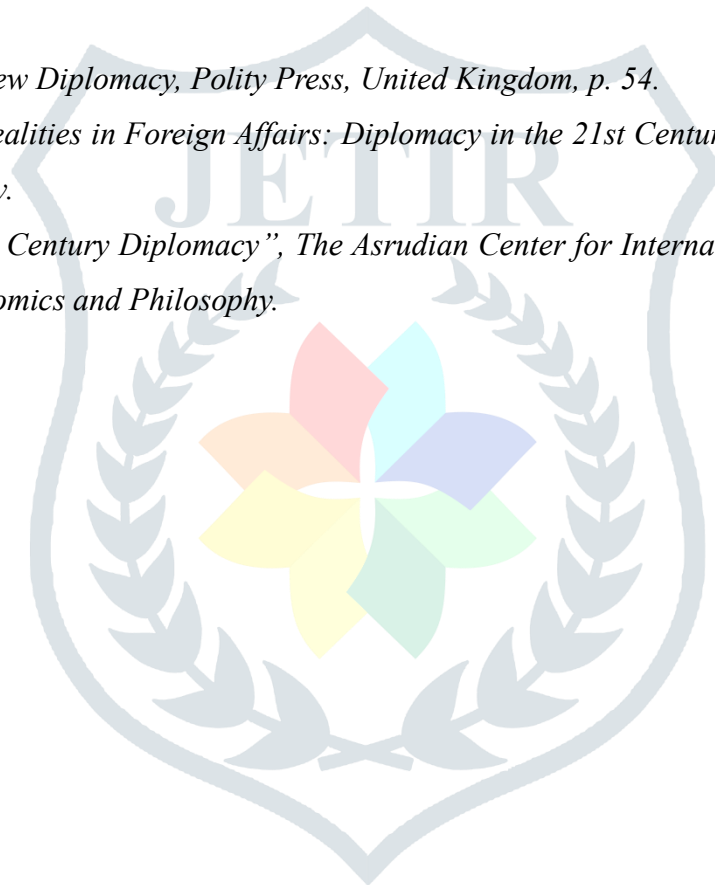 ew Diplomacy, Polity Press, United Kingdom, p. 54.
ealities in Foreign Affairs: Diplomacy in the 21st Centur
y.
Century Diplomacy”, The Asrudian Center for Interna
omics and Philosophy.
JETIR